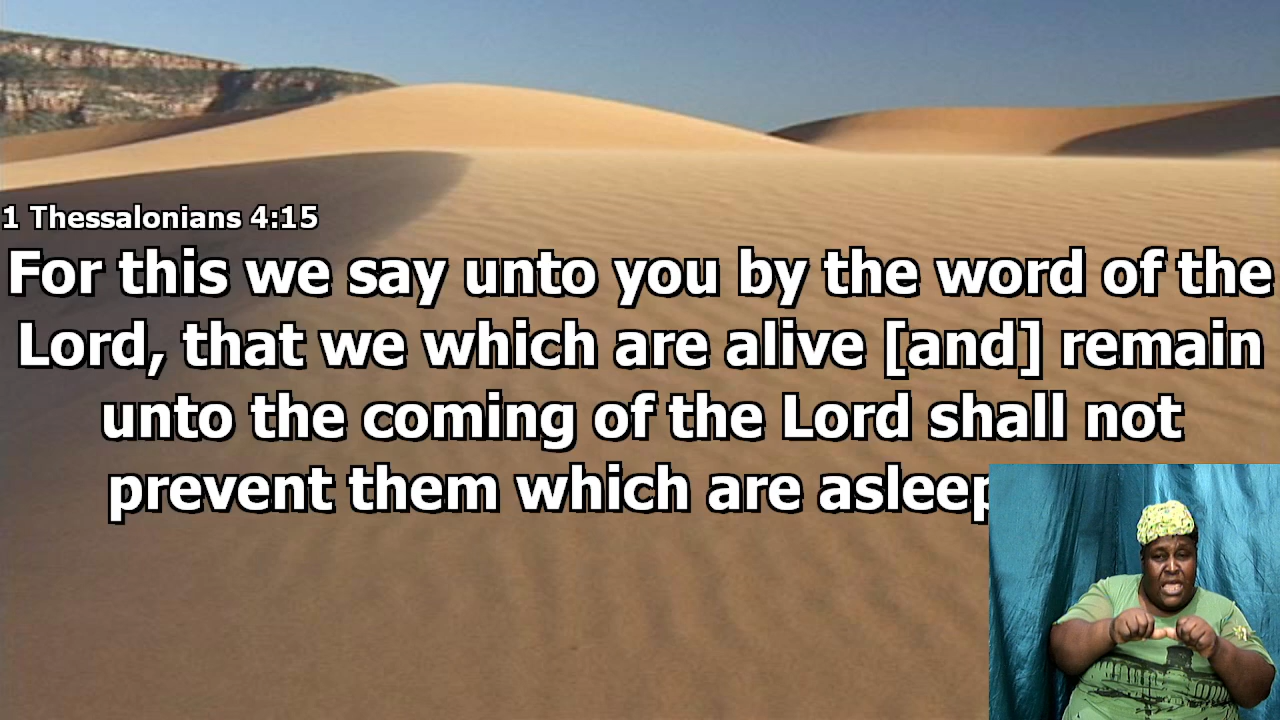 1 Thessalonians 4:15
For this we say unto you by the word of the
Lord, that we which are alive [and] remain
unto the coming of the Lord shall not
prevent them which are asleep